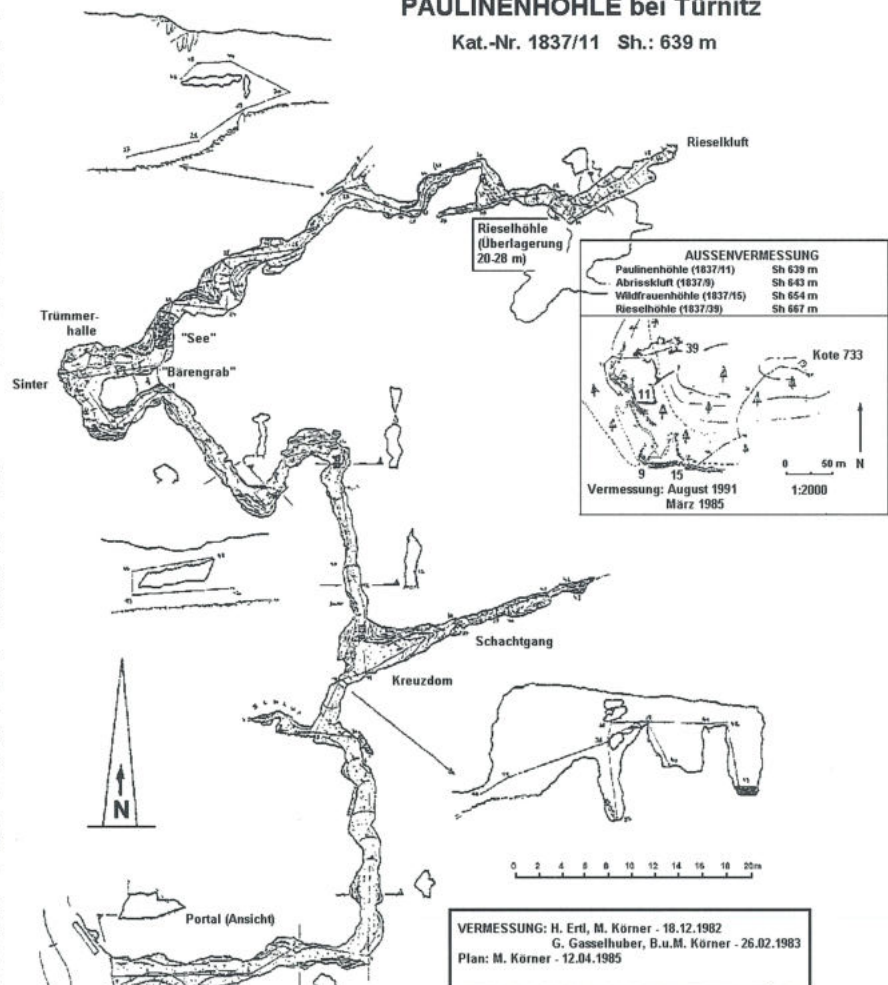 PAULINENHÖHLE bei Türnitz
Kat.-Nr. 1837/11 Sh.: 639 m
Rieselkluft
Rieselhöhle
(Überlagerung
20-28 m)
AUSSENVERMESSUNG
Paulinenhöhle (1837/11) Sh 639 m
Abrisskluft (1837/9) Sh 643 m
Wildfrauenhöhle (1837/15) Sh 654 m
Rieselhöhle (1837/39) Sh 667 m
39
Kote 733
11
9 15
0 50 m N
1:2000
Vermessung: August 1991
März 1985
Trümmer-
halle
"See"
"Bärengrab"
Sinter
Schachtgang
Kreuzdom
N
0 2 4 6 8 10 12 14 16 18 20m
Portal (Ansicht)
VERMESSUNG: H. Ertl, M. Körner - 18.12.1982
G. Gasselhuber, B.u.M. Körner - 26.02.1983
Plan: M. Körner - 12.04.1985